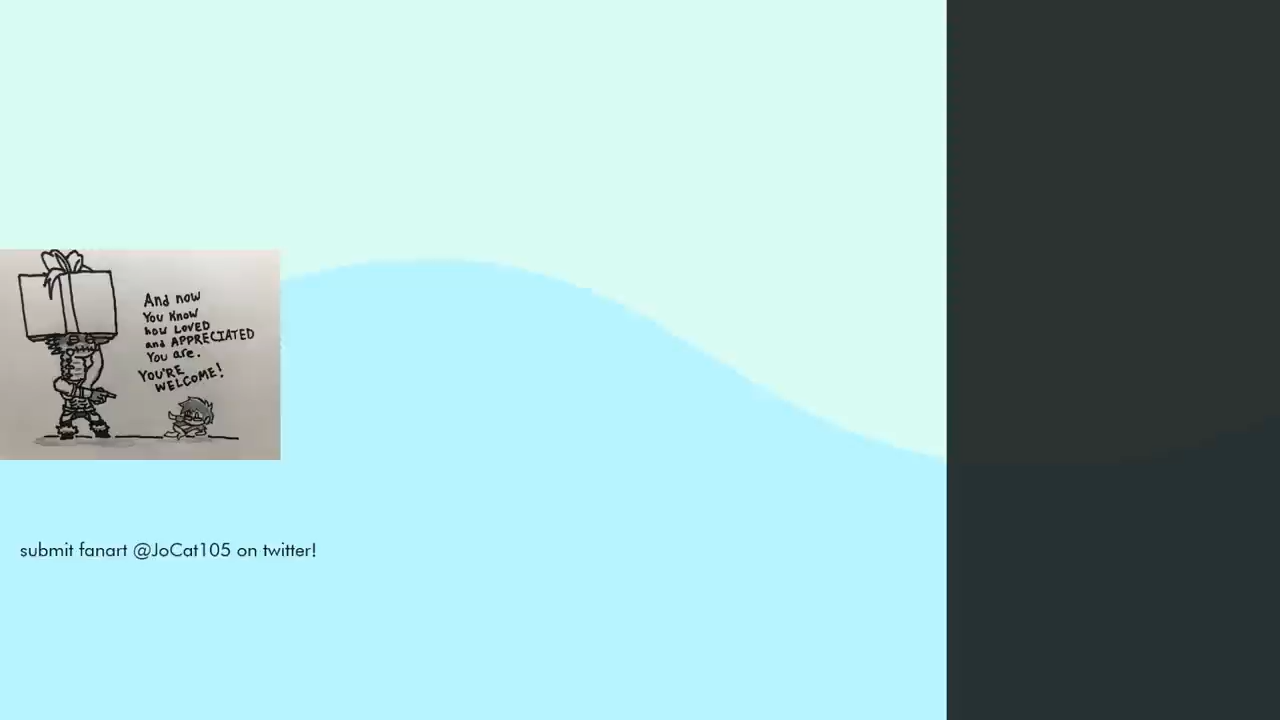 And now
You Know
how LOVED
and APPRECIATED
You are.
YOU'RE
WELCOME!
submit fanart @JoCat105 on twitter!